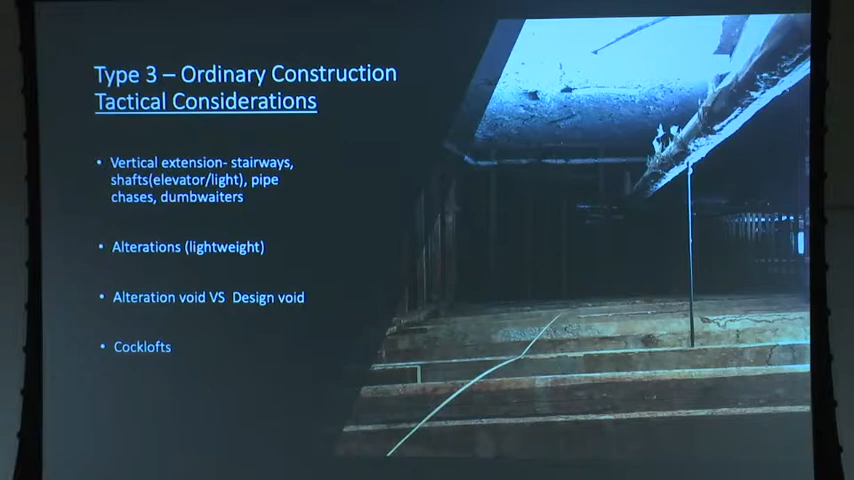 Type 3 – Ordinary Construction
Tactical Considerations
• Vertical extension- stairways,
shafts(elevator/light), pipe
chases, dumbwaiters
• Alterations (lightweight)
• Alteration void VS  Design void
• Cocklofts